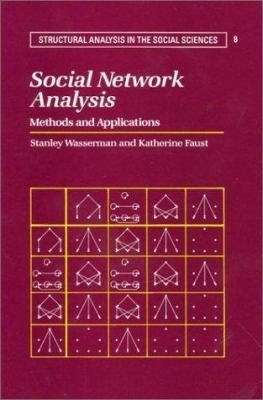 STRUCTURAL ANALYSIS IN THE SOCIAL SCIENCES 8
Social Network
Analysis
Methods and Applications
Stanley Wasserman and Katherine Faust